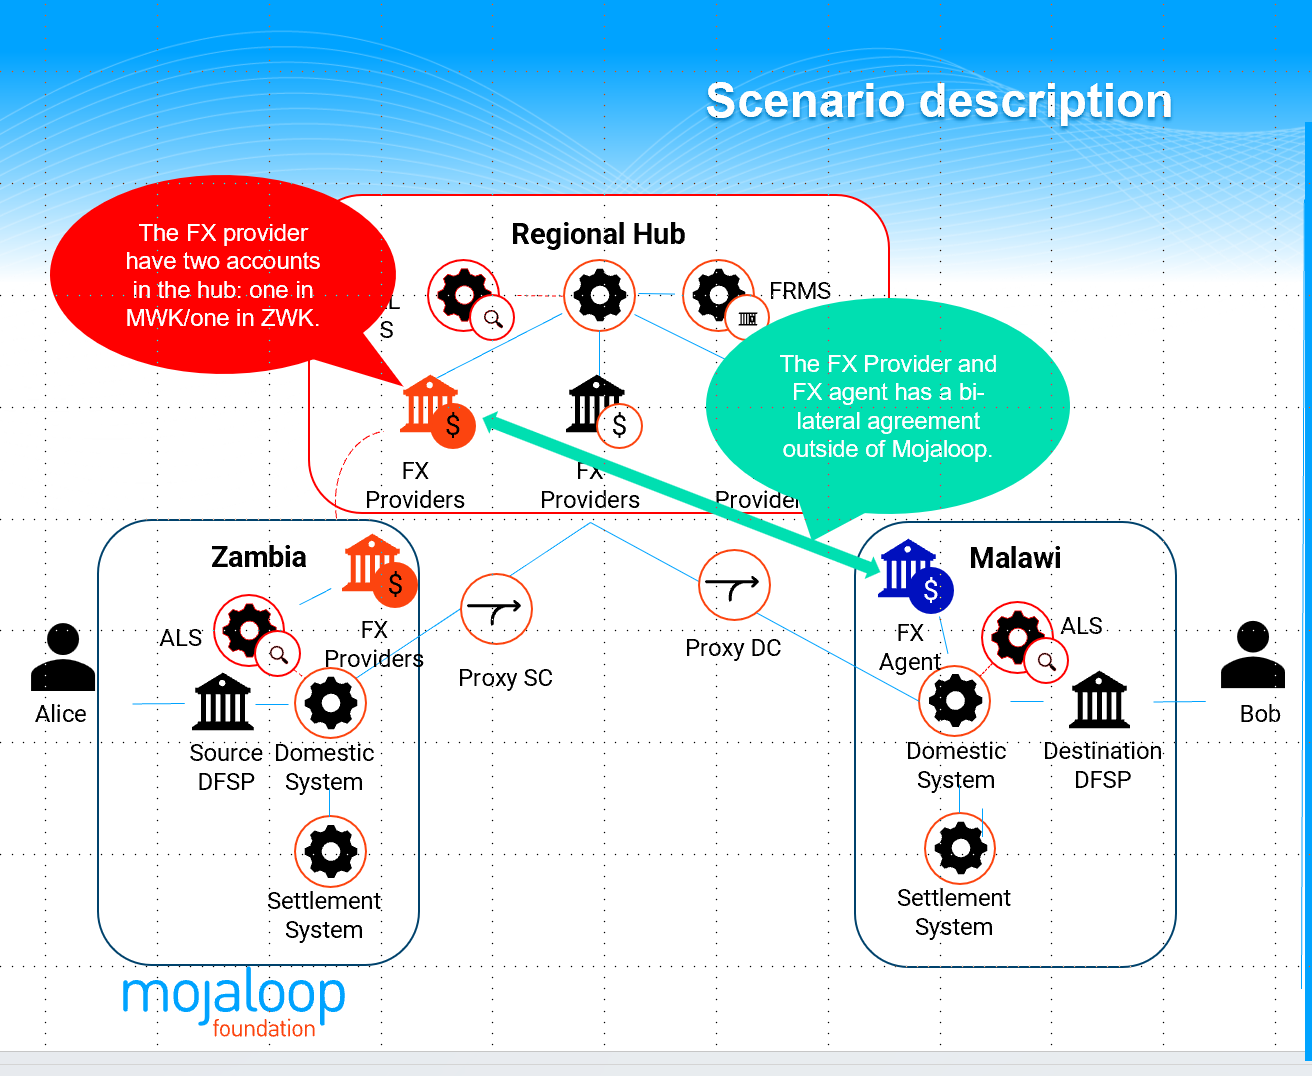 Scenario description
The FX provider
have two accounts
in the hub: one in
MWK/one in ZWK.
Regional Hub
L
S
FRMS
The FX Provider and
FX agent has a bi-
lateral agreement
outside of Mojaloop.
$
$
FX
Providers
FX
Providers
Zambia
$
FX
Providers
ALS
Alice
Source
DFSP
Domestic
System
Settlement
System
Proxy SC
Proxy DC
Malawi
$
FX
Agent
ALS
Domestic
System
Destination
DFSP
Bob
Settlement
System
mojaloop
foundation